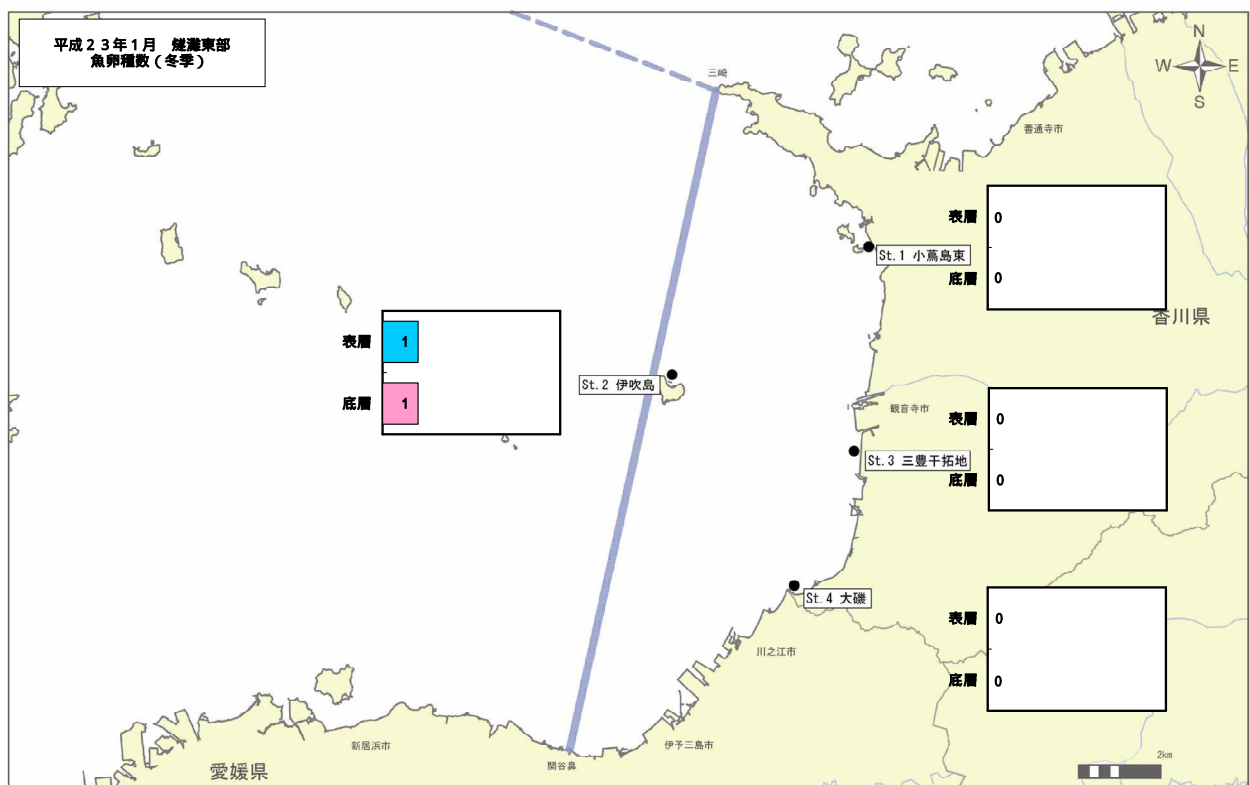 平成２３年１月　燧灘東部
魚卵種数（冬季）
三崎
N
W
E
S
善通寺市
表層 0
底層 0
St.1 小蔦島東
香川県
表層 1
底層 1
St.2 伊吹島
観音寺市
表層 0
底層 0
St.3 三豊干拓地
St.4 大磯
表層 0
底層 0
川之江市
伊予三島市
新居浜市
関谷鼻
愛媛県
2km